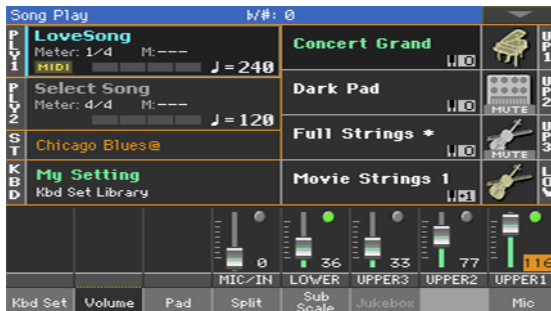 Song Play b/#: 0
PLY1
LoveSong
Meter: 1/4 M:---
MIDI ♩=240
Concert Grand
UP1
PLY2
Select Song
Meter: 4/4 M:---
♩=120
Dark Pad
MUTE
UP2
ST
Chicago Blues@
Full Strings *
MUTE
UP3
KBD
My Setting
Kbd Set Library
Movie Strings 1
LOW
0 36 33 77 116
MIC/IN LOWER UPPER3 UPPER2 UPPER1
Kbd Set Volume Pad Split Sub Scale Jukebox Mic